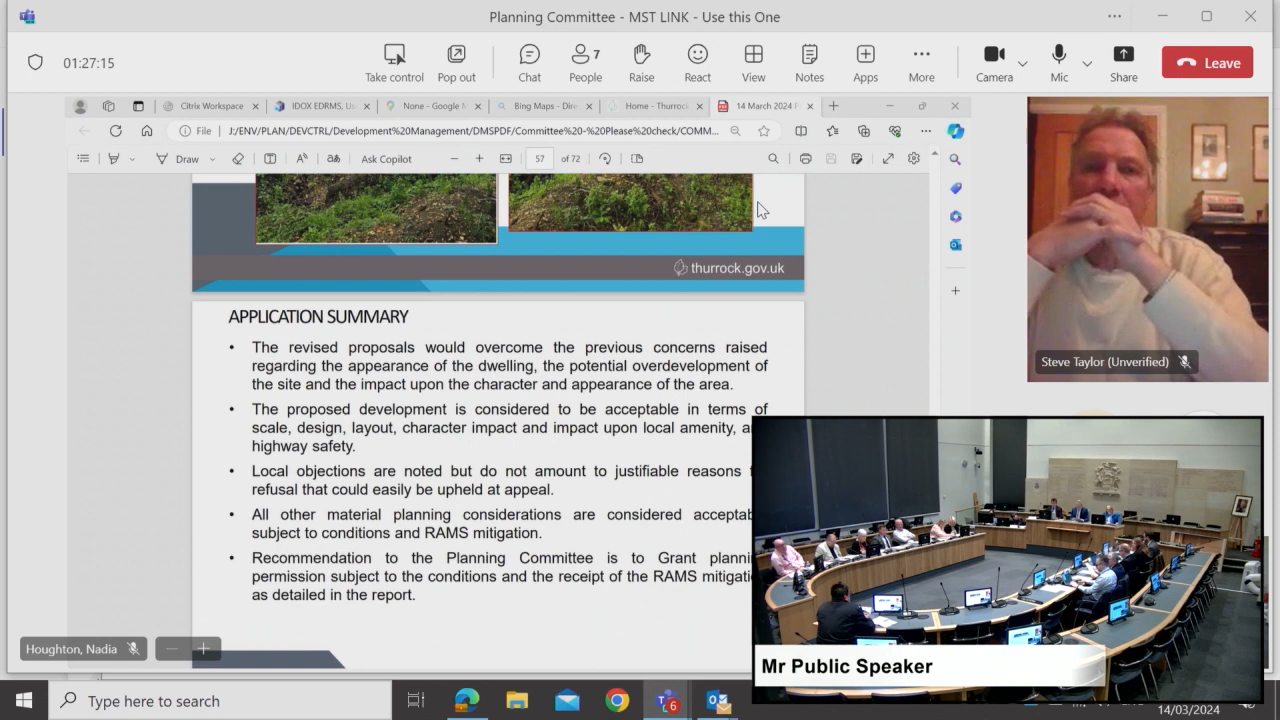 Planning Committee - MST LINK - Use this One
01:27:15
Take control
Pop out
Chat
7
People
Raise
React
View
Notes
Apps
More
Camera
Mic
Share
Leave
Citrix Workspace
IDOX EDRMS, Us
None - Google M
Bing Maps - Dire
Home - Thurrock
14 March 2024 P
File
J:/ENV/PLAN/DEVCTRL/Development%20Management/DMSPDF/Committee%20-%20Please%20check/COMM...
Draw
Ask Copilot
57
of 72
thurrock.gov.uk
APPLICATION SUMMARY
• The revised proposals would overcome the previous concerns raised
regarding the appearance of the dwelling, the potential overdevelopment of
the site and the impact upon the character and appearance of the area.
• The proposed development is considered to be acceptable in terms of
scale, design, layout, character impact and impact upon local amenity, an
highway safety.
• Local objections are noted but do not amount to justifiable reasons f
refusal that could easily be upheld at appeal.
• All other material planning considerations are considered acceptab
subject to conditions and RAMS mitigation.
• Recommendation to the Planning Committee is to Grant plannin
permission subject to the conditions and the receipt of the RAMS mitigatio
as detailed in the report.
Steve Taylor (Unverified)
Houghton, Nadia
Mr Public Speaker
Type here to search
6
14/03/2024